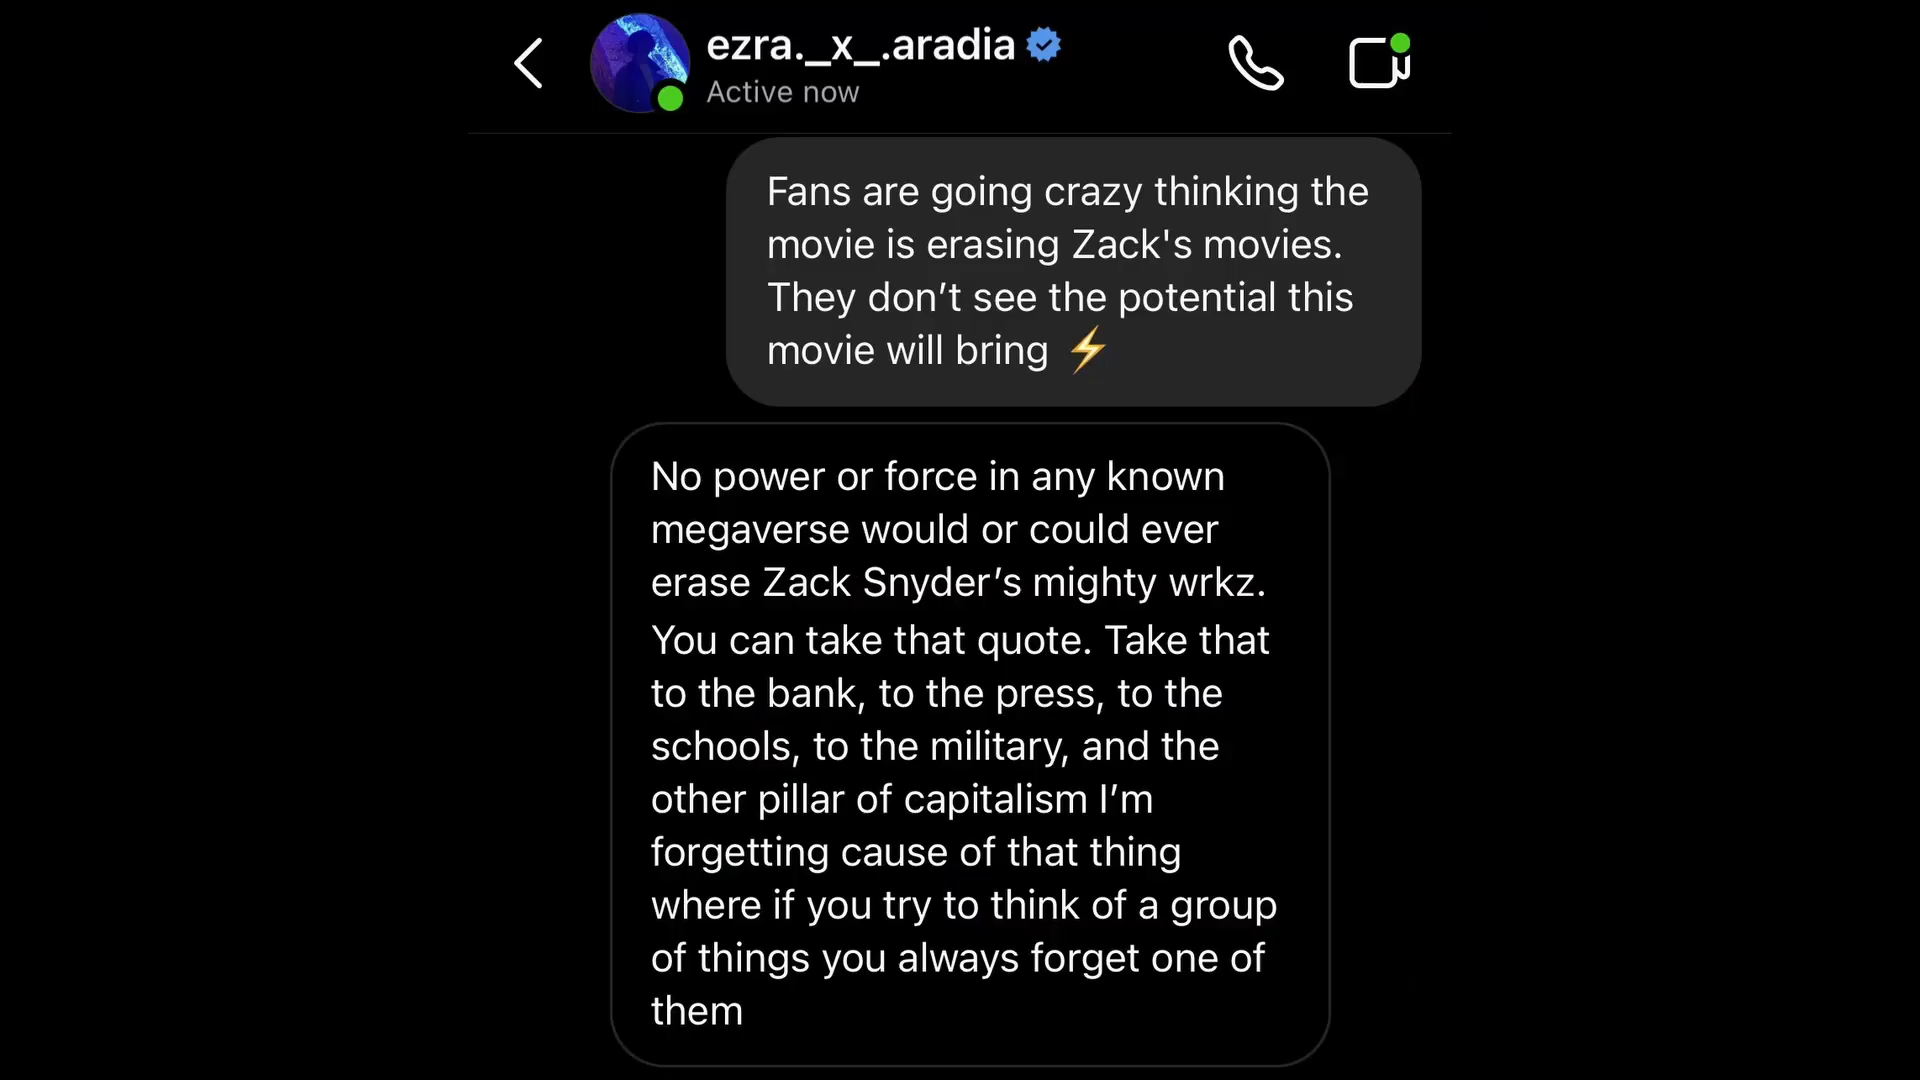 ezra._x_.aradia
Active now
Fans are going crazy thinking the
movie is erasing Zack's movies.
They don’t see the potential this
movie will bring ⚡
No power or force in any known
megaverse would or could ever
erase Zack Snyder’s mighty wrkz.
You can take that quote. Take that
to the bank, to the press, to the
schools, to the military, and the
other pillar of capitalism I’m
forgetting cause of that thing
where if you try to think of a group
of things you always forget one of
them